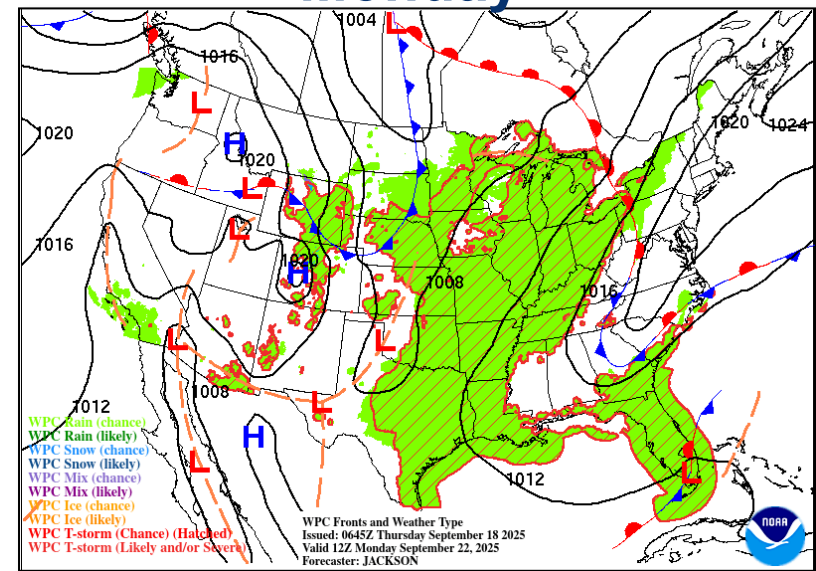 Monday
1004
1016
L
L
H
1020
1024
1020
1020
L
L
1016
1020
H
1008
1016
L
L
1008
L
1012
H
L
1012
L
WPC Rain (chance)
WPC Rain (likely)
WPC Snow (chance)
WPC Snow (likely)
WPC Mix (chance)
WPC Mix (likely)
WPC Ice (chance)
WPC Ice (likely)
WPC T-storm (Chance) (Hatched)
WPC T-storm (Likely and/or Severe)
WPC Fronts and Weather Type
Issued: 0645Z Thursday September 18 2025
Valid 12Z Monday September 22, 2025
Forecaster: JACKSON
NOAA